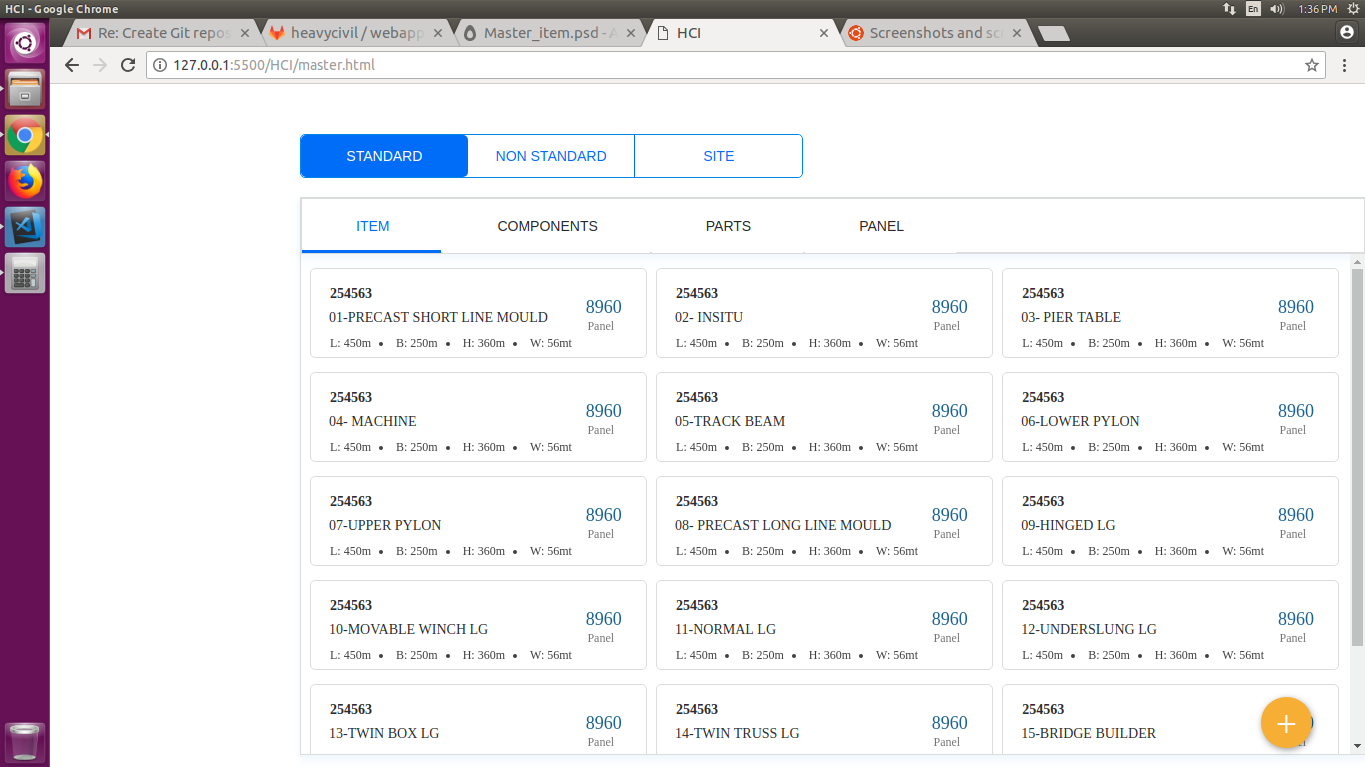 HCI - Google Chrome
En
1:36 PM
Re: Create Git repos
heavycivil / webapp
Master_item.psd - A
HCI
Screenshots and scr
127.0.0.1:5500/HCI/master.html
STANDARD NON STANDARD SITE
ITEM COMPONENTS PARTS PANEL
254563
8960
01-PRECAST SHORT LINE MOULD
Panel
L: 450m • B: 250m • H: 360m • W: 56mt
254563
8960
02- INSITU
Panel
L: 450m • B: 250m • H: 360m • W: 56mt
254563
8960
03- PIER TABLE
Panel
L: 450m • B: 250m • H: 360m • W: 56mt
254563
8960
04- MACHINE
Panel
L: 450m • B: 250m • H: 360m • W: 56mt
254563
8960
05-TRACK BEAM
Panel
L: 450m • B: 250m • H: 360m • W: 56mt
254563
8960
06-LOWER PYLON
Panel
L: 450m • B: 250m • H: 360m • W: 56mt
254563
8960
07-UPPER PYLON
Panel
L: 450m • B: 250m • H: 360m • W: 56mt
254563
8960
08- PRECAST LONG LINE MOULD
Panel
L: 450m • B: 250m • H: 360m • W: 56mt
254563
8960
09-HINGED LG
Panel
L: 450m • B: 250m • H: 360m • W: 56mt
254563
8960
10-MOVABLE WINCH LG
Panel
L: 450m • B: 250m • H: 360m • W: 56mt
254563
8960
11-NORMAL LG
Panel
L: 450m • B: 250m • H: 360m • W: 56mt
254563
8960
12-UNDERSLUNG LG
Panel
L: 450m • B: 250m • H: 360m • W: 56mt
254563
8960
13-TWIN BOX LG
Panel
254563
8960
14-TWIN TRUSS LG
Panel
254563
15-BRIDGE BUILDER